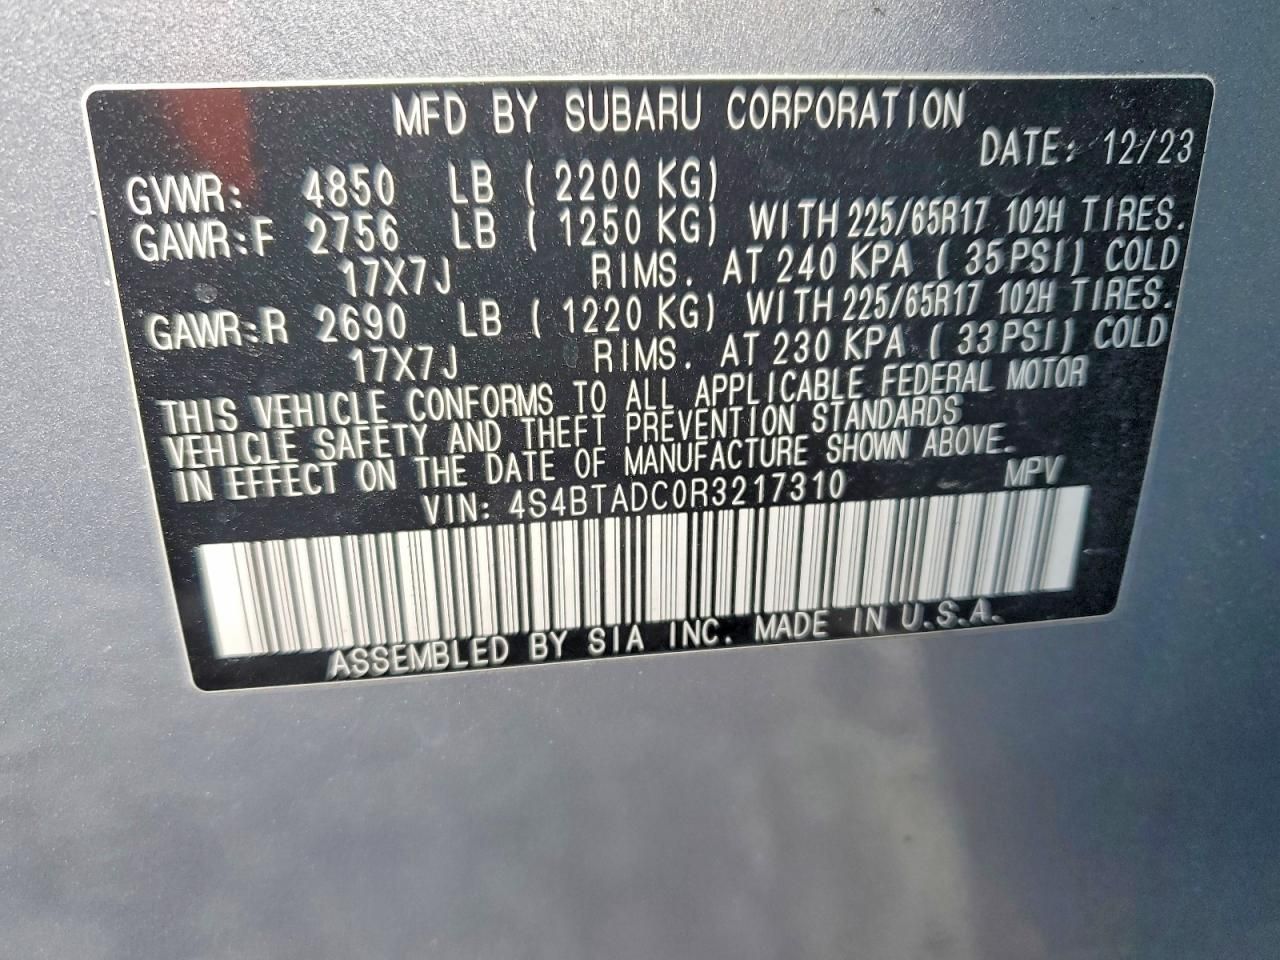 MFD BY SUBARU CORPORATION
DATE: 12/23
GVWR: 4850 LB ( 2200 KG)
GAWR:F 2756 LB ( 1250 KG) WITH 225/65R17 102H TIRES.
17X7J RIMS. AT 240 KPA ( 35PSI) COLD
GAWR:R 2690 LB ( 1220 KG) WITH 225/65R17 102H TIRES.
17X7J RIMS. AT 230 KPA ( 33PSI) COLD
THIS VEHICLE CONFORMS TO ALL APPLICABLE FEDERAL MOTOR
VEHICLE SAFETY AND THEFT PREVENTION STANDARDS
IN EFFECT ON THE DATE OF MANUFACTURE SHOWN ABOVE.
VIN: 4S4BTADC0R3217310 MPV
ASSEMBLED BY SIA INC. MADE IN U.S.A.